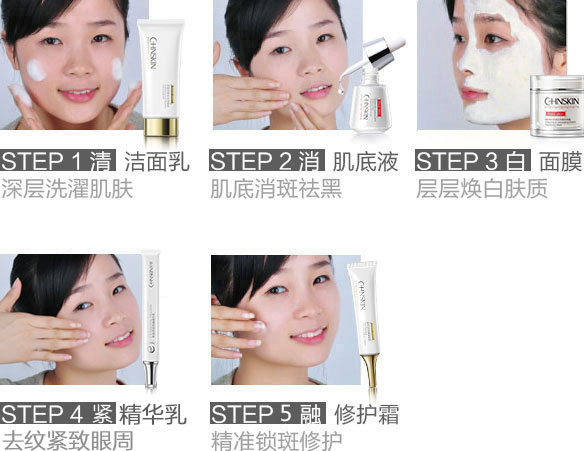 CHNSKIN
CHNSKIN
STEP 1 清 洁面乳
深层洗濯肌肤
STEP 2 消 肌底液
肌底消斑祛黑
STEP 3 白 面膜
层层焕白肤质
CHNSKIN
STEP 4 紧 精华乳
去纹紧致眼周
STEP 5 融 修护霜
精准锁斑修护